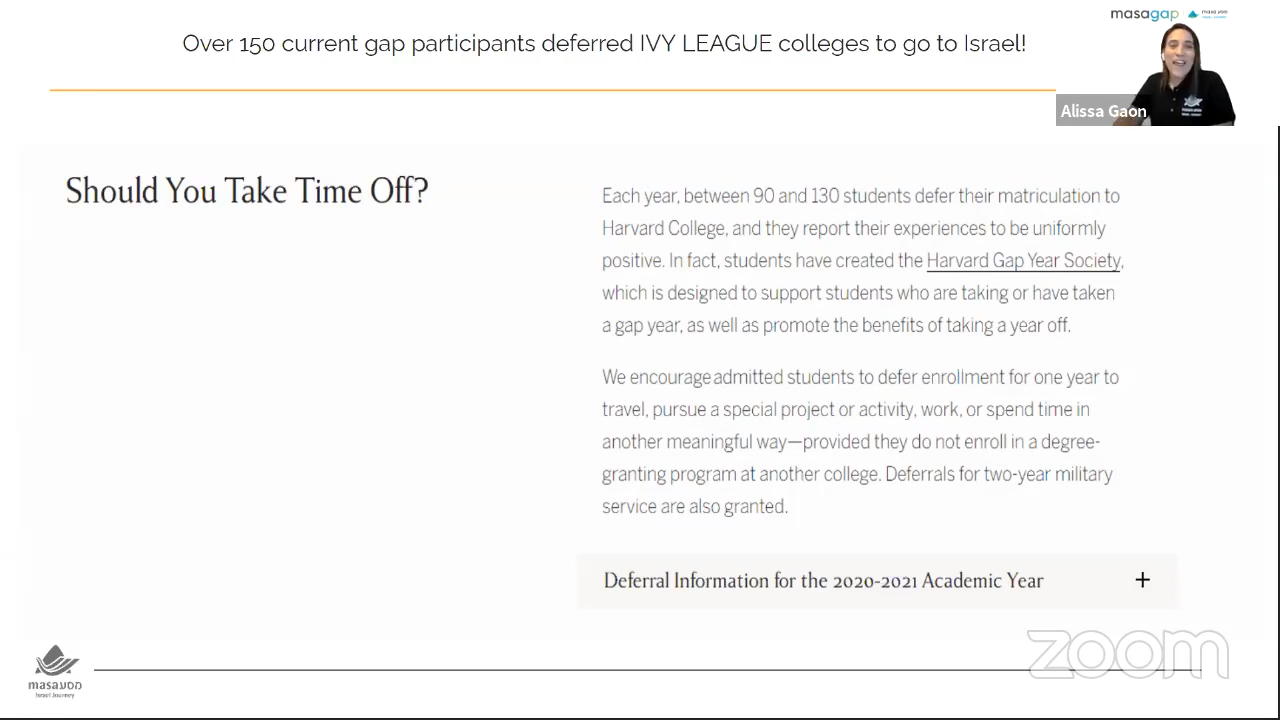 masagap
Over 150 current gap participants deferred IVY LEAGUE colleges to go to Israel!
Alissa Gaon
Should You Take Time Off?
Each year, between 90 and 130 students defer their matriculation to
Harvard College, and they report their experiences to be uniformly
positive. In fact, students have created the Harvard Gap Year Society,
which is designed to support students who are taking or have taken
a gap year, as well as promote the benefits of taking a year off.
We encourage admitted students to defer enrollment for one year to
travel, pursue a special project or activity, work, or spend time in
another meaningful way—provided they do not enroll in a degree-
granting program at another college. Deferrals for two-year military
service are also granted.
Deferral Information for the 2020-2021 Academic Year +
zoom
masa מסע
Israel Journey